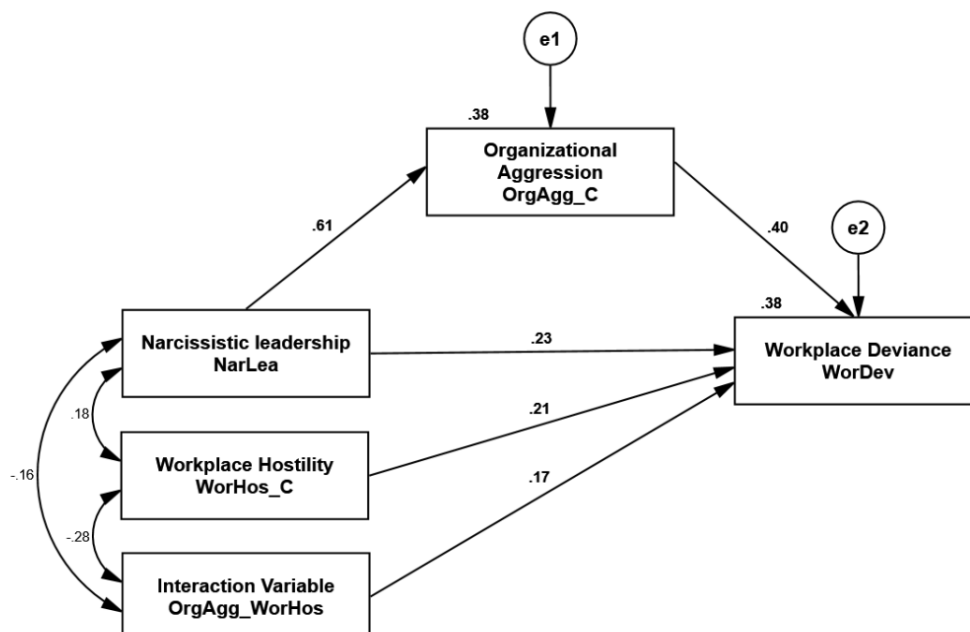 e1
.38
Organizational
Aggression
OrgAgg_C
.61
.40
e2
.38
Narcissistic leadership
NarLea
.23
Workplace Deviance
WorDev
.18
.21
-.16
Workplace Hostility
WorHos_C
.17
-.28
Interaction Variable
OrgAgg_WorHos